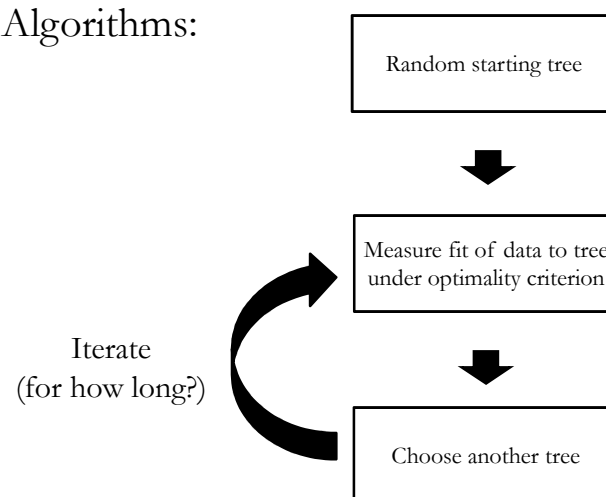 Algorithms:
Random starting tree
Measure fit of data to tree
under optimality criterion
Iterate
(for how long?)
Choose another tree